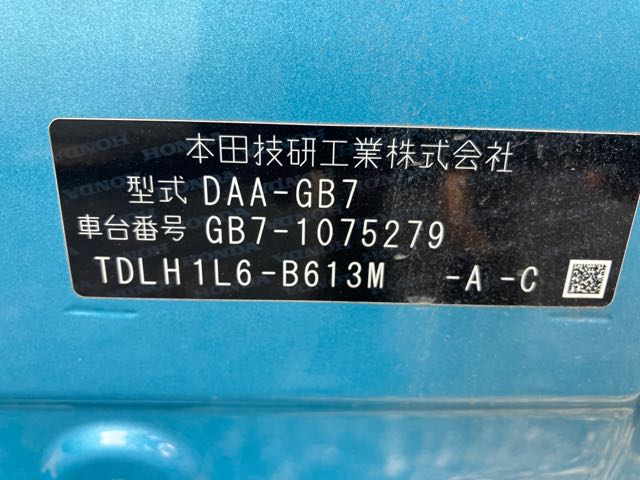 本田技研工業株式会社
型式 DAA-GB7
車台番号 GB7-1075279
TDLH1L6-B613M -A -C